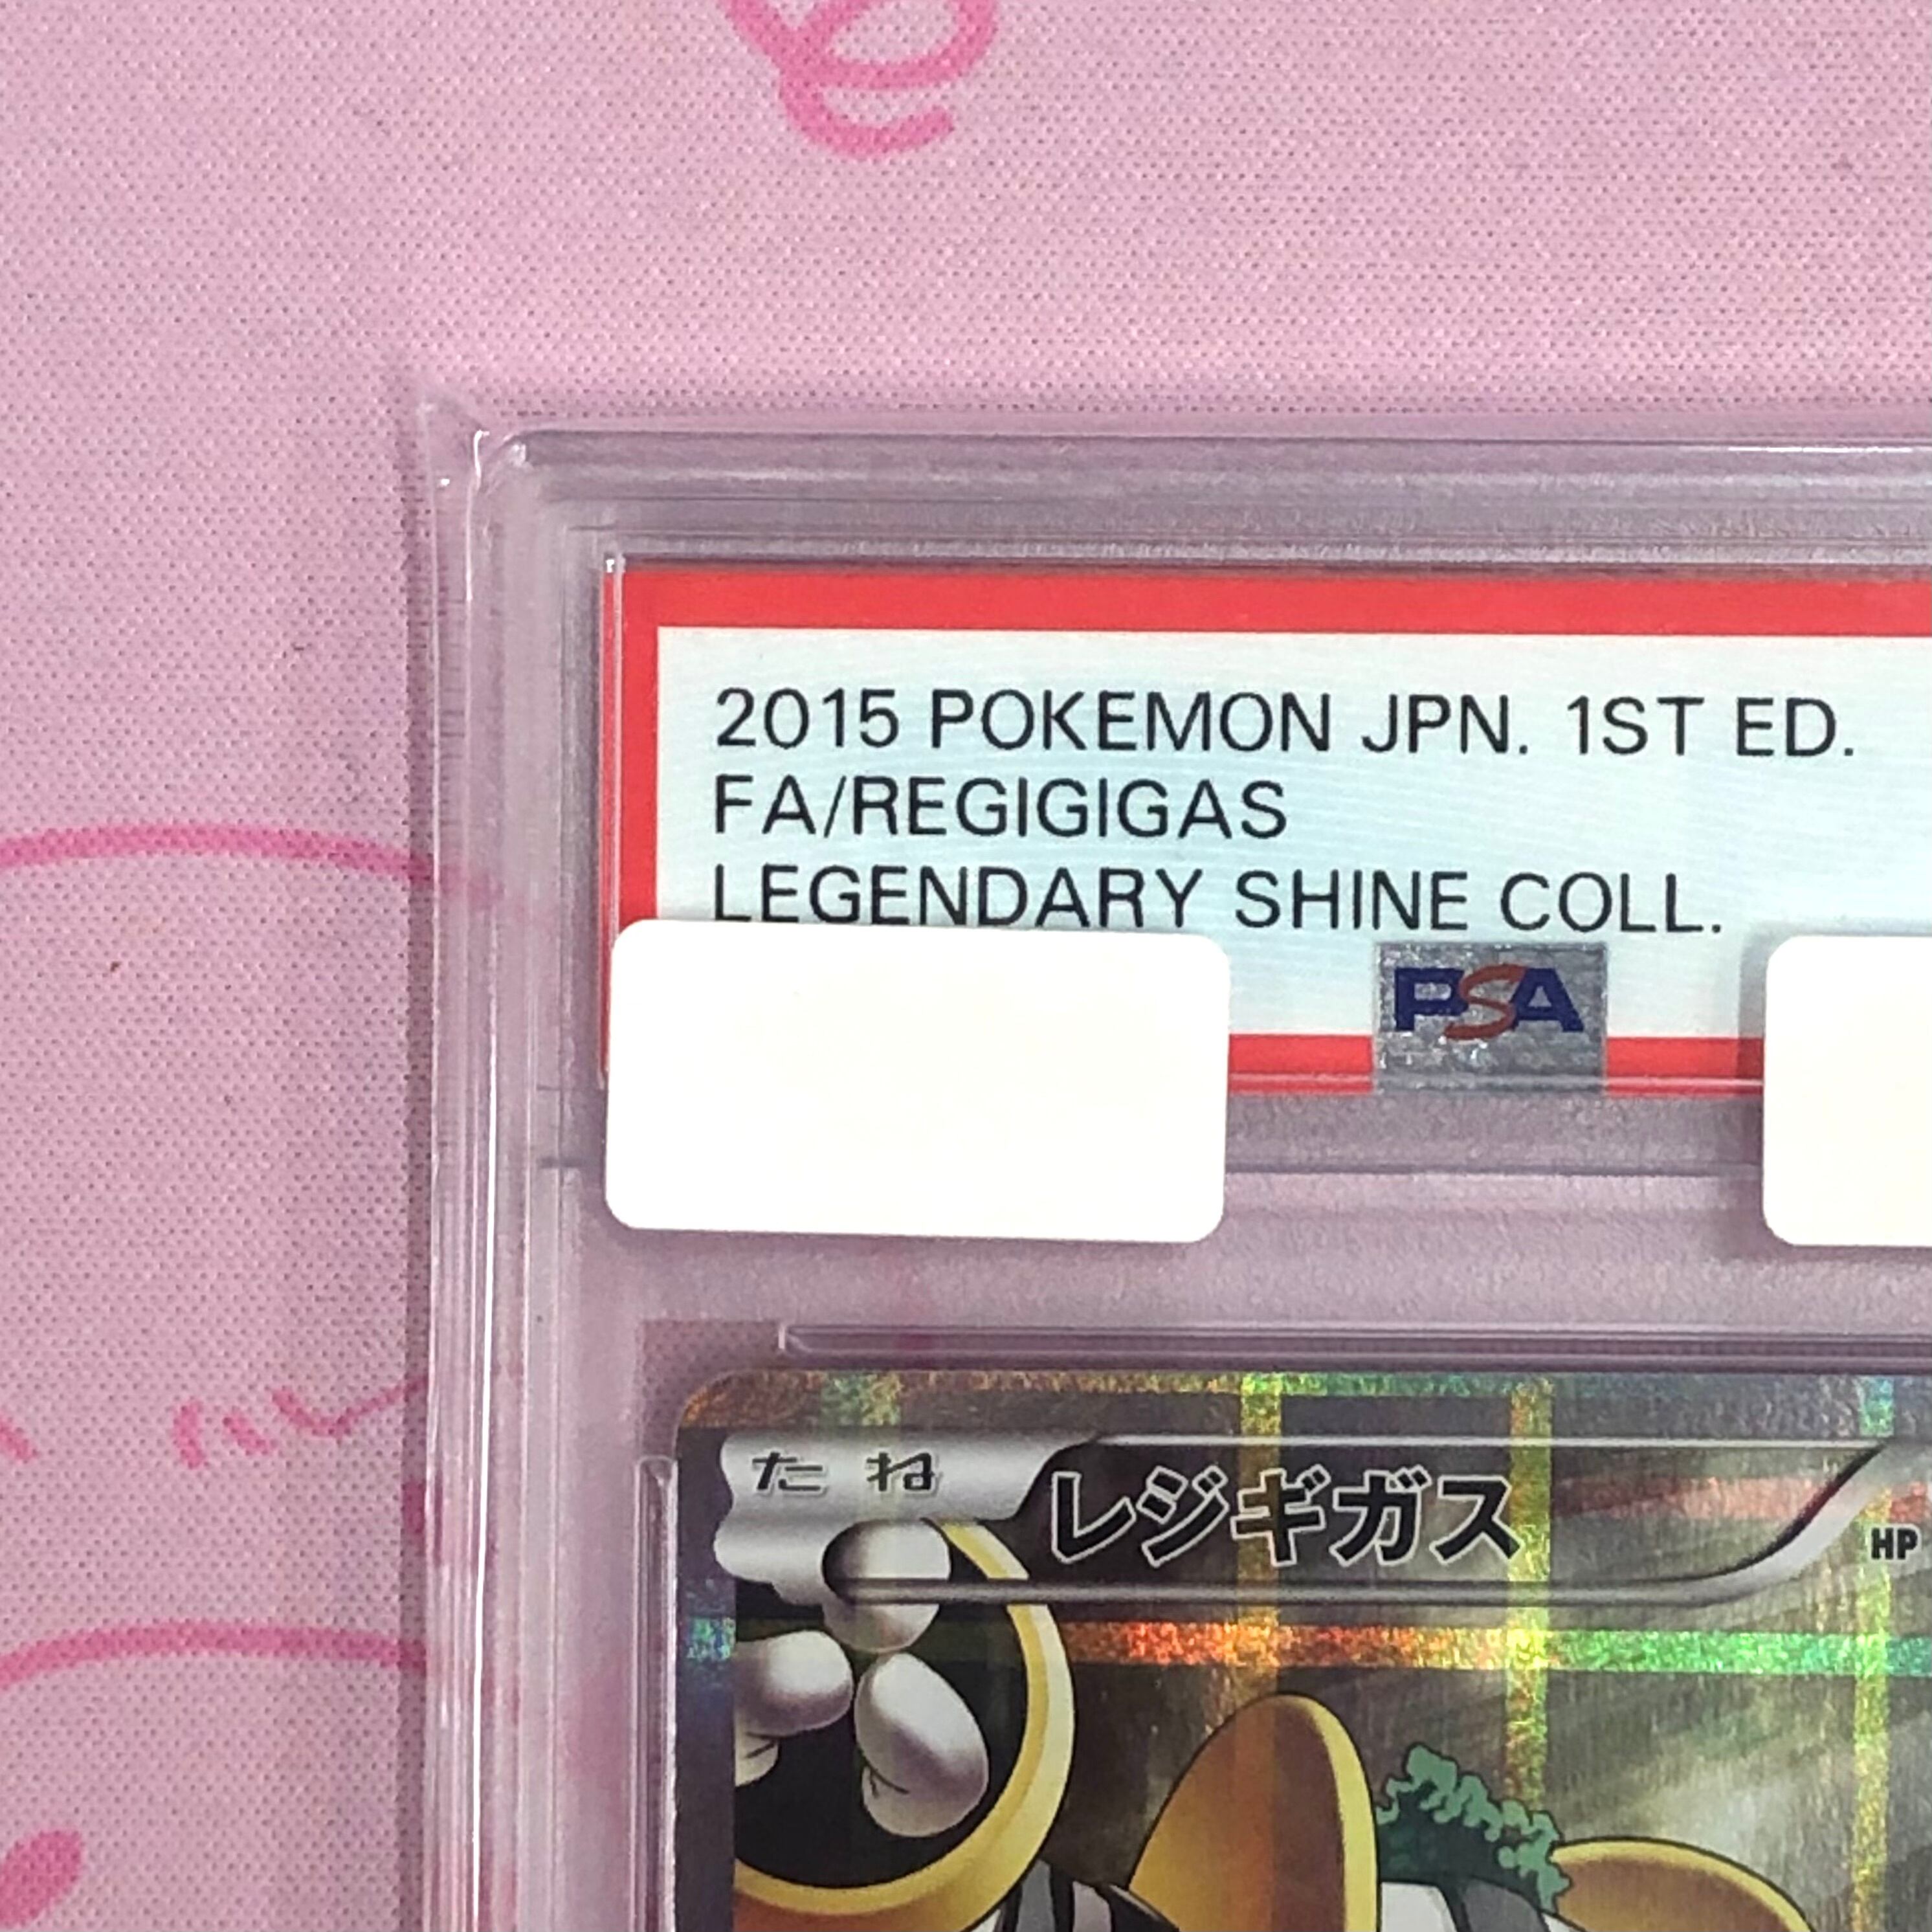 2015 POKEMON JPN. 1ST ED.
FA/REGIGIGAS
LEGENDARY SHINE COLL.
PSA
たね
レジギガス
HP